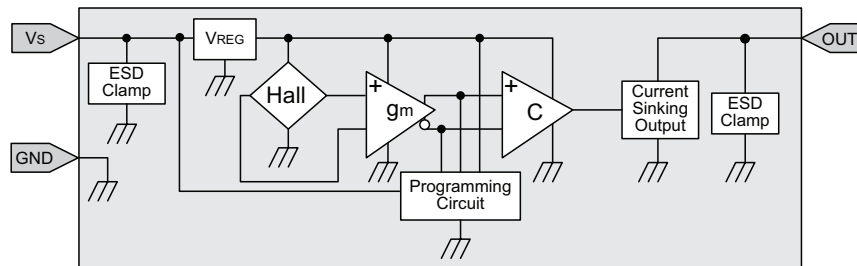 Vs
VREG
OUT
ESD
Clamp
Hall
+
gm
+
C
Current
Sinking
Output
ESD
Clamp
GND
Programming
Circuit